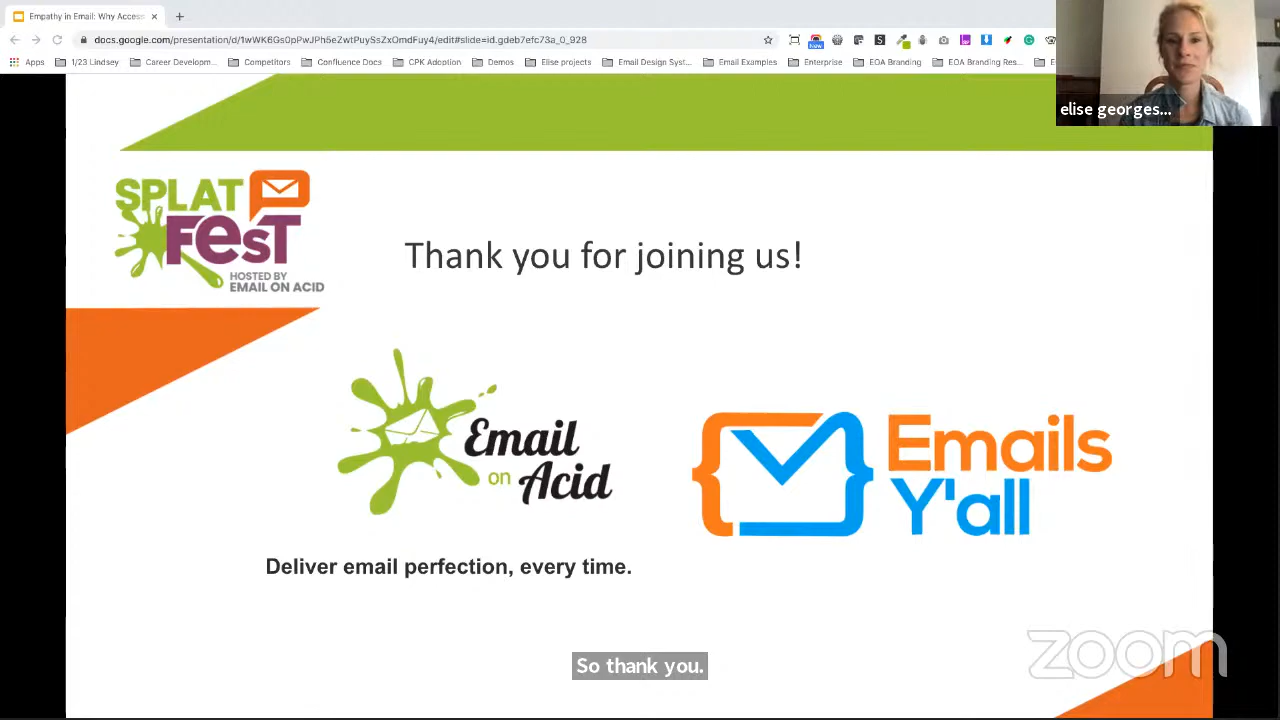 Empathy in Email: Why Access
docs.google.com/presentation/d/1wWK6Gs0pPwJPh5eZwtPuySsZxOmdFuy4/edit#slide=id.gdeb7efc73a_0_928
New
S
Apps
1/23 Lindsey
Career Developm...
Competitors
Confluence Docs
CPK Adoption
Demos
Elise projects
Email Design Syst...
Email Examples
Enterprise
EOA Branding
EOA Branding Res...
elise georges...
SPLAT
FesT
HOSTED BY
EMAIL ON ACID
Thank you for joining us!
Email
on
Acid
Emails
Y'all
Deliver email perfection, every time.
So thank you.
zoom